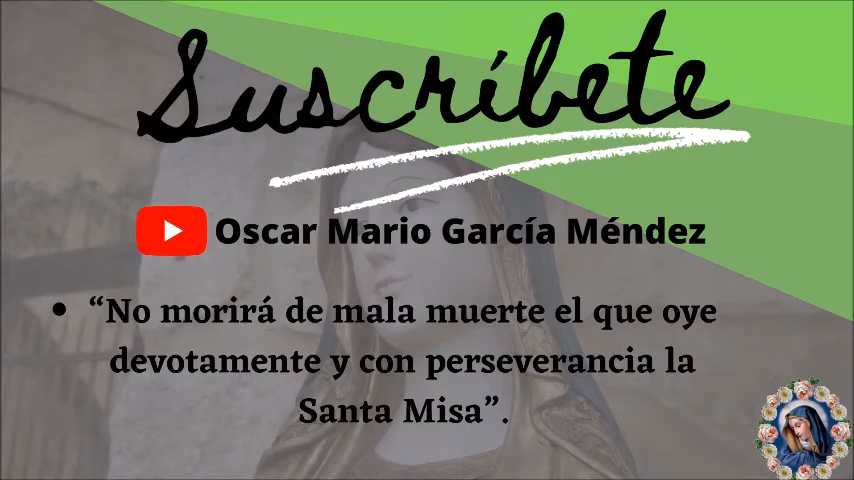 Suscríbete
Oscar Mario García Méndez
• “No morirá de mala muerte el que oye
devotamente y con perseverancia la
Santa Misa”.